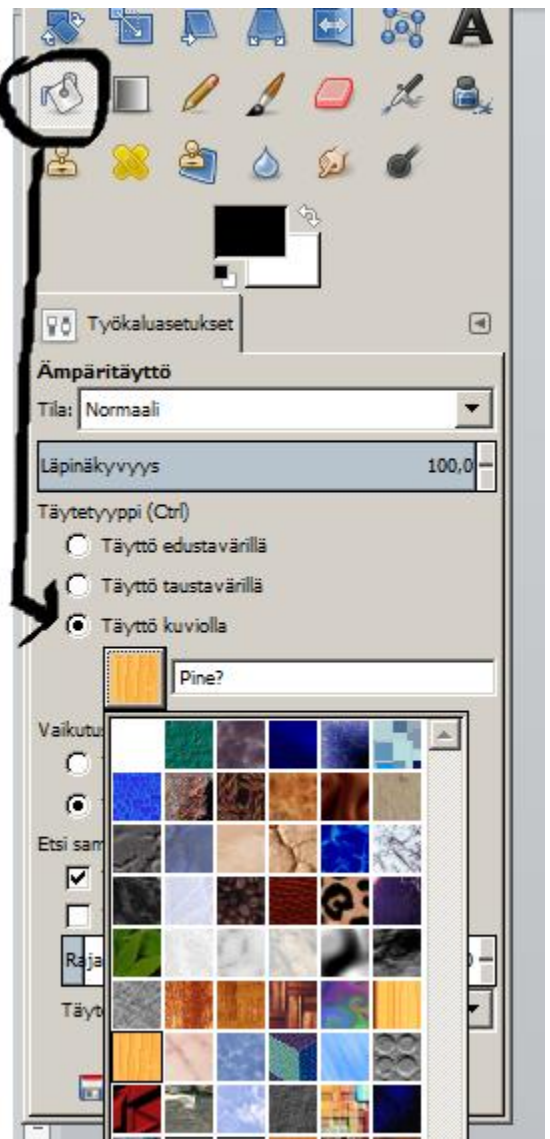 Työkaluasetukset
Ämpäritäyttö
Tila: Normaali
Läpinäkyvyys 100,0
Täytetyyppi (Ctrl)
Täyttö edustavärillä
Täyttö taustavärillä
Täyttö kuviolla
Pine?
Vaikutus
Etsi sam
Raja
Täyt